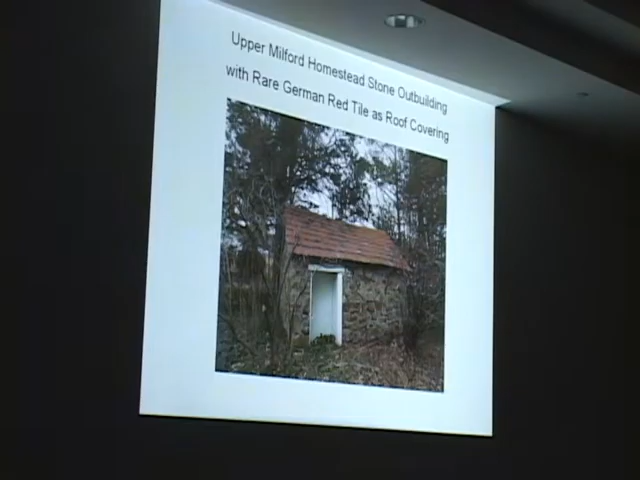 Upper Milford Homestead Stone Outbuilding
with Rare German Red Tile as Roof Covering